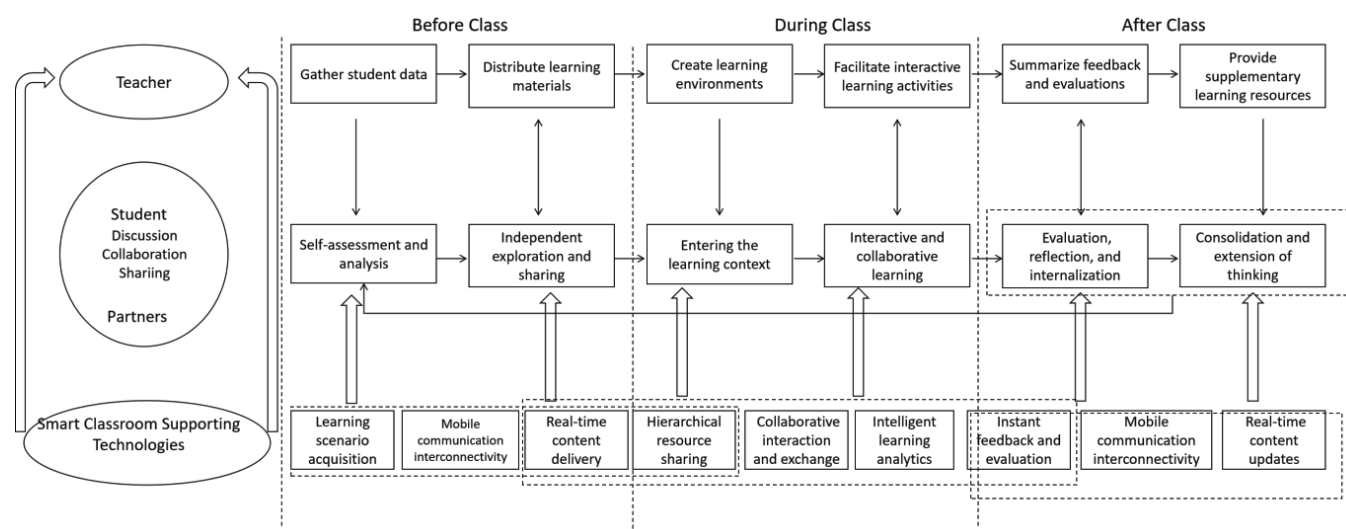 Before Class
During Class
After Class
Teacher
Gather student data
Distribute learning
materials
Create learning
environments
Facilitate interactive
learning activities
Summarize feedback
and evaluations
Provide
supplementary
learning resources
Student
Discussion
Collaboration
Shariing
Partners
Self-assessment and
analysis
Independent
exploration and
sharing
Entering the
learning context
Interactive and
collaborative
learning
Evaluation,
reflection, and
internalization
Consolidation and
extension of
thinking
Smart Classroom Supporting
Technologies
Learning
scenario
acquisition
Mobile
communication
interconnectivity
Real-time
content
delivery
Hierarchical
resource
sharing
Collaborative
interaction
and exchange
Intelligent
learning
analytics
Instant
feedback and
evaluation
Mobile
communication
interconnectivity
Real-time
content
updates